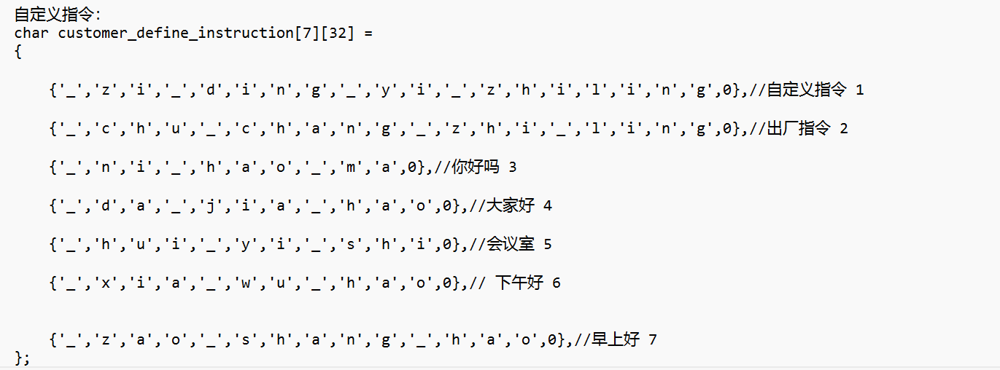 自定义指令:
char customer_define_instruction[7][32] =
{
{'_','z','i','_','d','i','n','g','_','y','i','_','z','h','i','l','i','n','g',0},//自定义指令 1
{'_','c','h','u','_','c','h','a','n','g','_','z','h','i','_','l','i','n','g',0},//出厂指令 2
{'_','n','i','_','h','a','o','_','m','a',0},//你好吗 3
{'_','d','a','_','j','i','a','_','h','a','o',0},//大家好 4
{'_','h','u','i','_','y','i','_','s','h','i',0},//会议室 5
{'_','x','i','a','_','w','u','_','h','a','o',0},// 下午好 6
{'_','z','a','o','_','s','h','a','n','g','_','h','a','o',0},//早上好 7
};